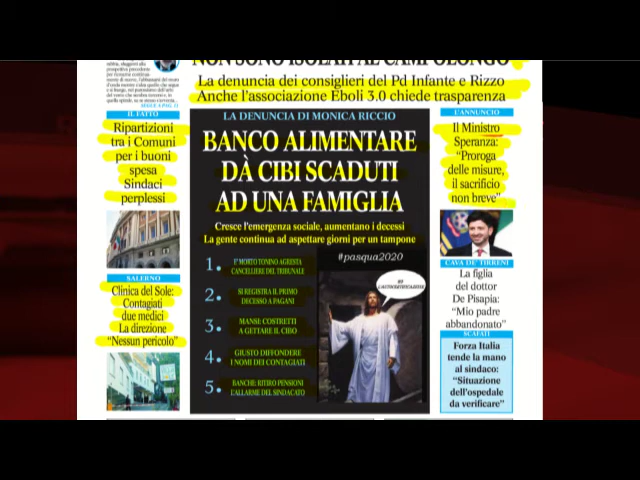 SEGUE A PAG. 11
NON SONO ISOLATI AL CAMPOLONGO
La denuncia dei consiglieri del Pd Infante e Rizzo
Anche l'associazione Eboli 3.0 chiede trasparenza
IL FATTO
Ripartizioni
tra i Comuni
per i buoni
spesa
Sindaci
perplessi
SALERNO
Clinica del Sole:
Contagiati
due medici
La direzione
"Nessun pericolo"
LA DENUNCIA DI MONICA RICCIO
BANCO ALIMENTARE
DÀ CIBI SCADUTI
AD UNA FAMIGLIA
Cresce l'emergenza sociale, aumentano i decessi
La gente continua ad aspettare giorni per un tampone
1. E' MORTO TONINO AGRESTA
CANCELLIERE DEL TRIBUNALE
2. SI REGISTRA IL PRIMO
DECESSO A PAGANI
3. MANSE: COSTRETTI
A GETTARE IL CIBO
4. GIUSTO DIFFONDERE
I NOMI DEI CONTAGIATI
5. BANCHE: RITIRO PENSIONI
L'ALLARME DEL SINDACATO
#pasqua2020
L'ANNUNCIO
Il Ministro
Speranza:
"Proroga
delle misure,
il sacrificio
non breve"
CAVA DE' TIRRENI
La figlia
del dottor
De Pisapia:
"Mio padre
abbandonato"
SCAFATI
Forza Italia
tende la mano
al sindaco:
"Situazione
dell'ospedale
da verificare"